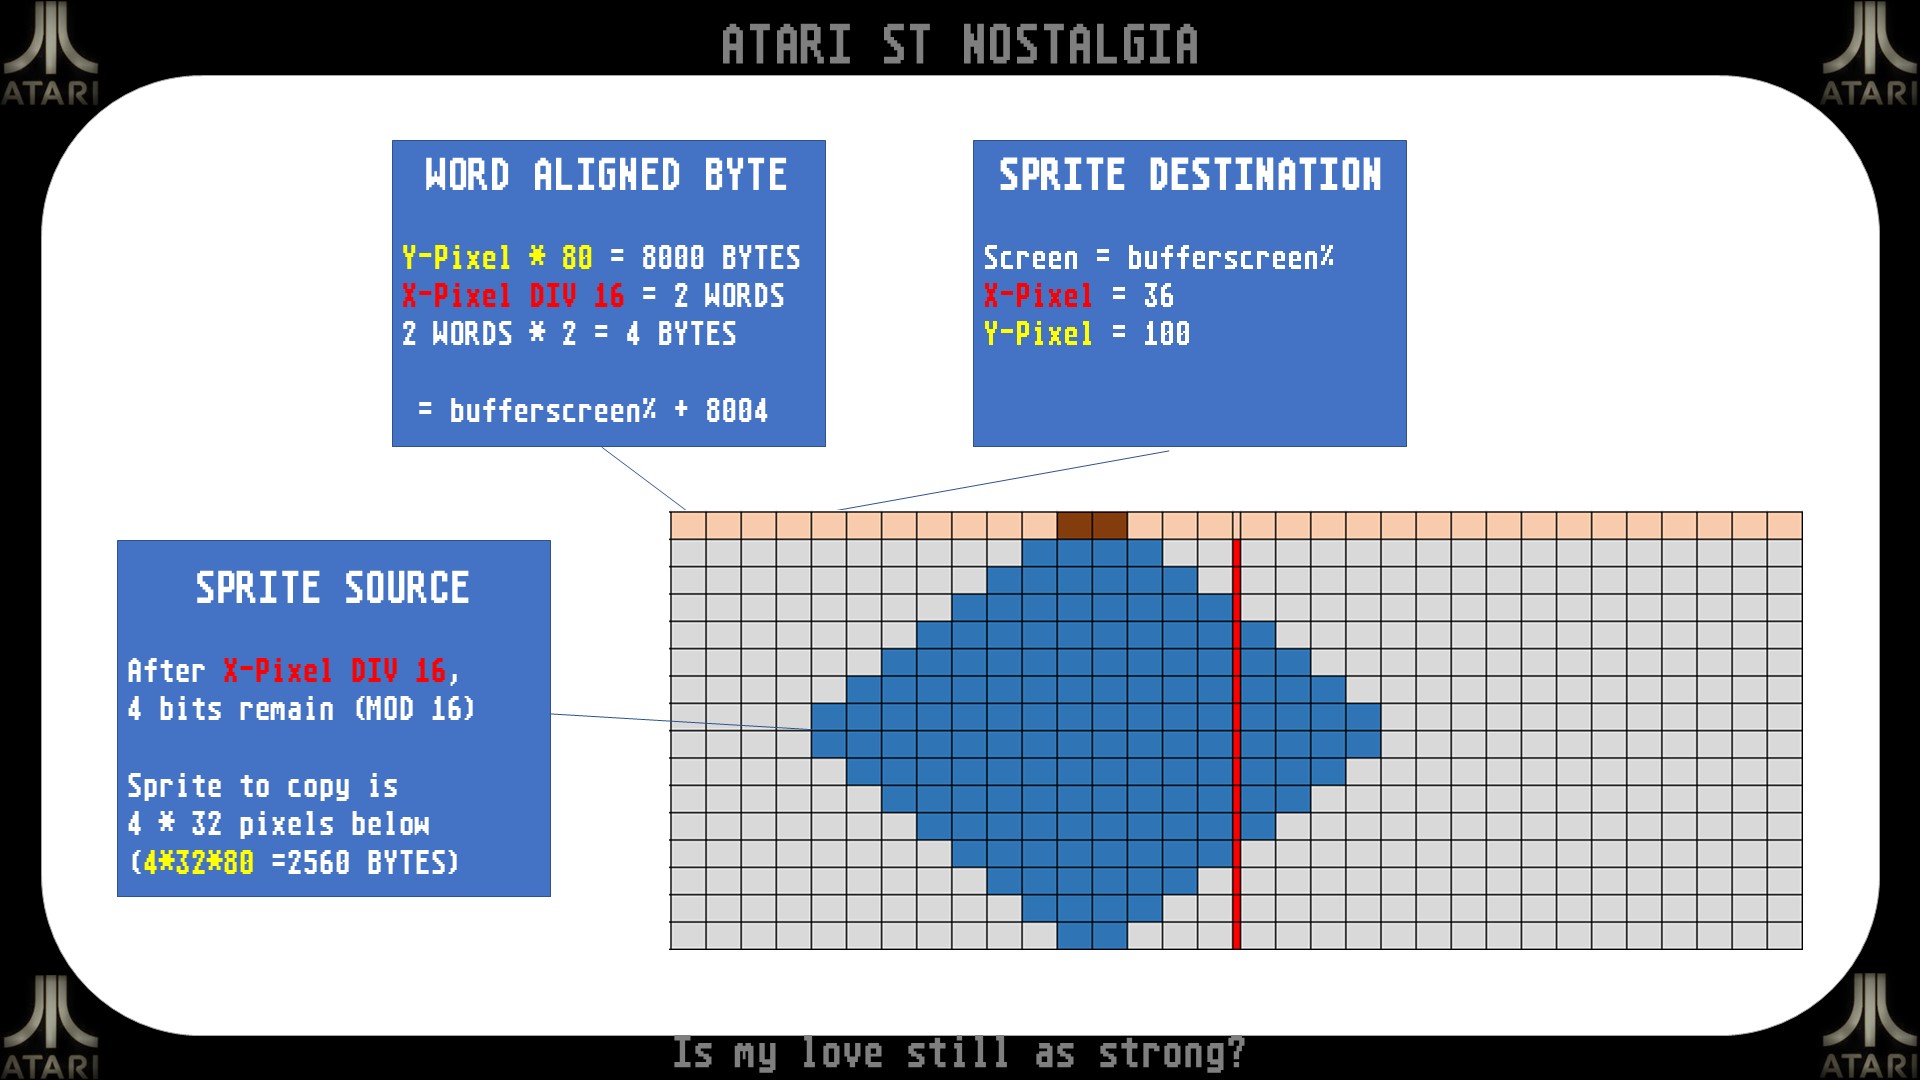 ATARI ST NOSTALGIA
ATARI
ATARI
WORD ALIGNED BYTE
Y-Pixel * 80 = 8000 BYTES
X-Pixel DIV 16 = 2 WORDS
2 WORDS * 2 = 4 BYTES
= bufferscreen% + 8004
SPRITE DESTINATION
Screen = bufferscreen%
X-Pixel = 36
Y-Pixel = 100
SPRITE SOURCE
After X-Pixel DIV 16,
4 bits remain (MOD 16)
Sprite to copy is
4 * 32 pixels below
(4*32*80 =2560 BYTES)
Is my love still as strong?
ATARI
ATARI